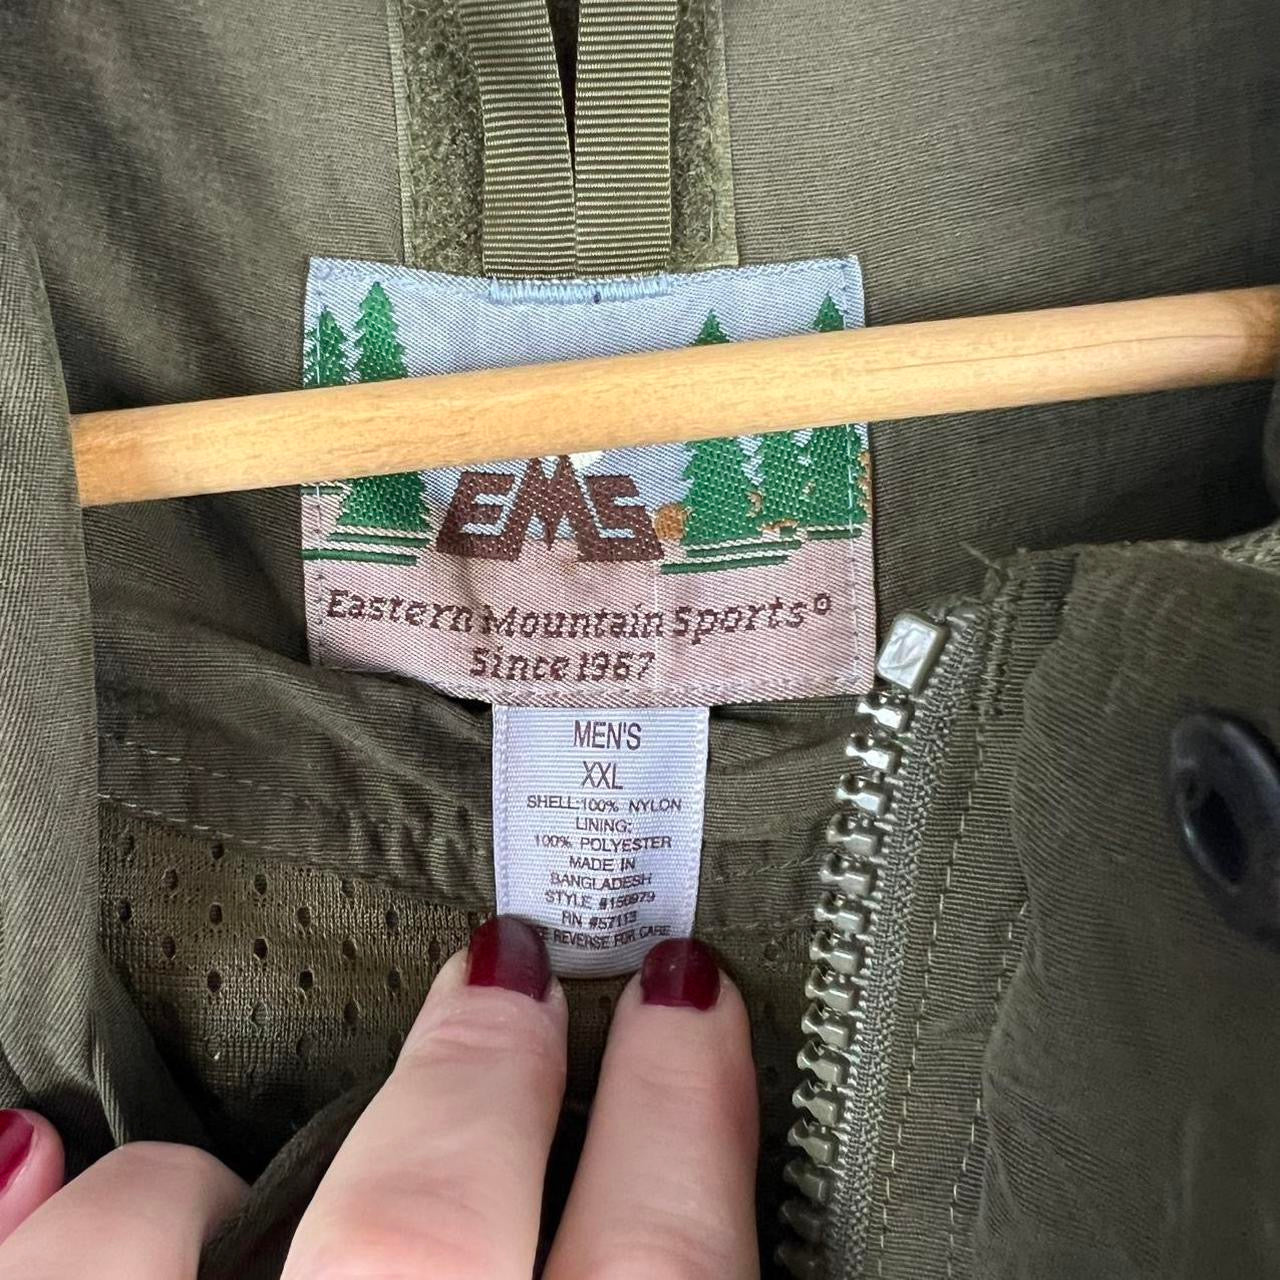 EMS
Eastern Mountain Sports®
Since 1967
MEN'S
XXL
SHELL:100% NYLON
LINING:
100% POLYESTER
MADE IN
BANGLADESH
STYLE #150979
RN #57113
REVERSE FOR CARE